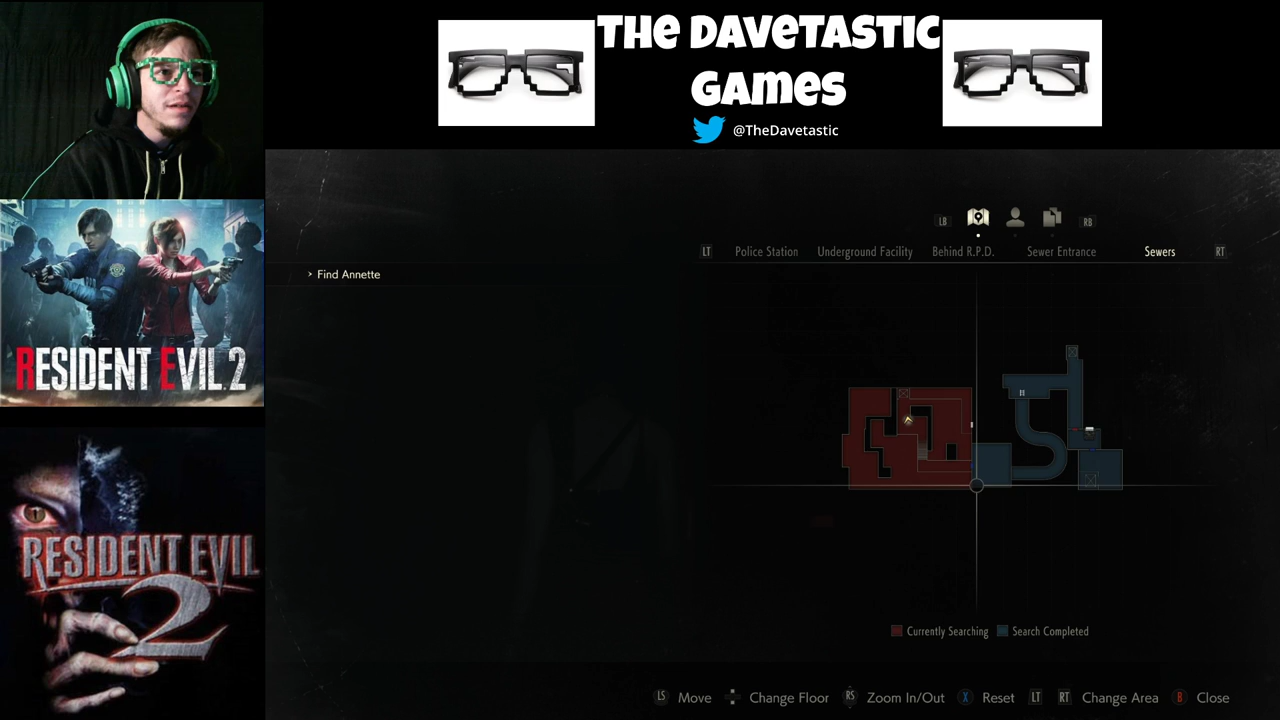 THE DAVETASTIC
GAMES
@TheDavetastic
RESIDENT EVIL 2
RESIDENT EVIL
2
LB
RB
LT Police Station Underground Facility Behind R.P.D. Sewer Entrance Sewers RT
› Find Annette
Currently Searching Search Completed
LS Move Change Floor RS Zoom In/Out X Reset LT RT Change Area B Close